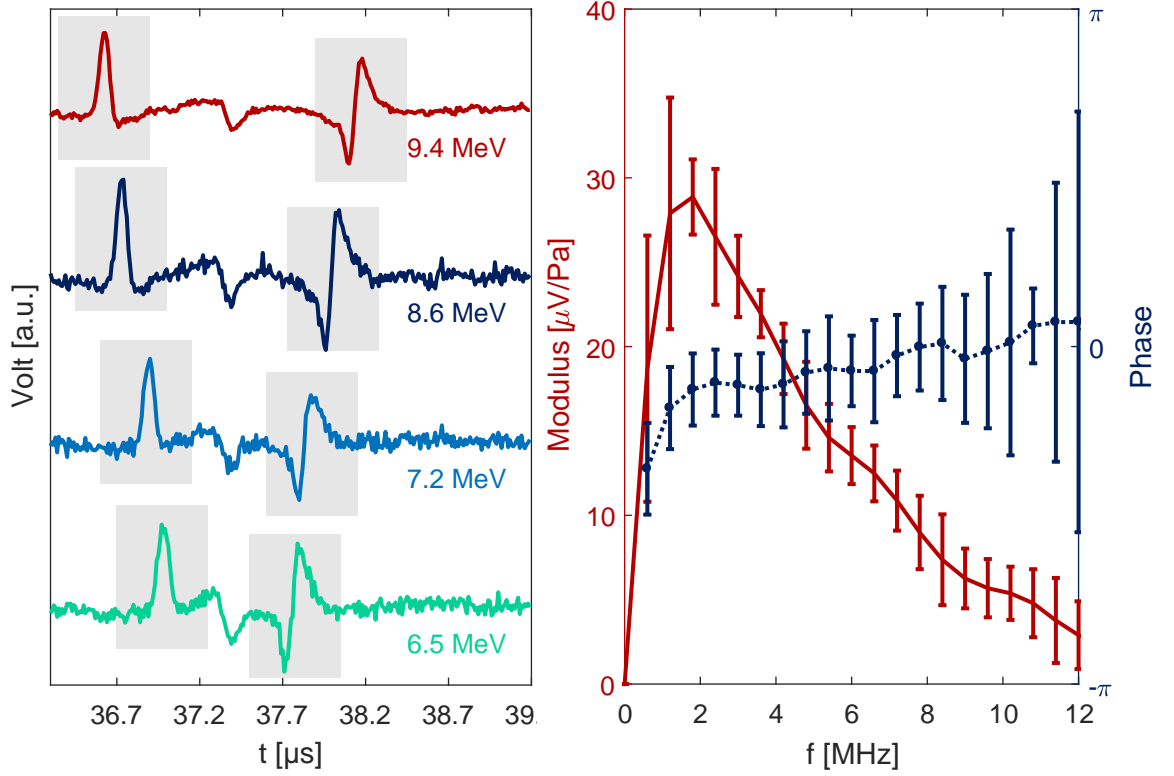 Volt [a.u.]
9.4 MeV
8.6 MeV
7.2 MeV
6.5 MeV
36.7 37.2 37.7 38.2 38.7 39.
t [µs]
Modulus [µV/Pa]
40
30
20
10
0
0 2 4 6 8 10 12
f [MHz]
π
0
-π
Phase